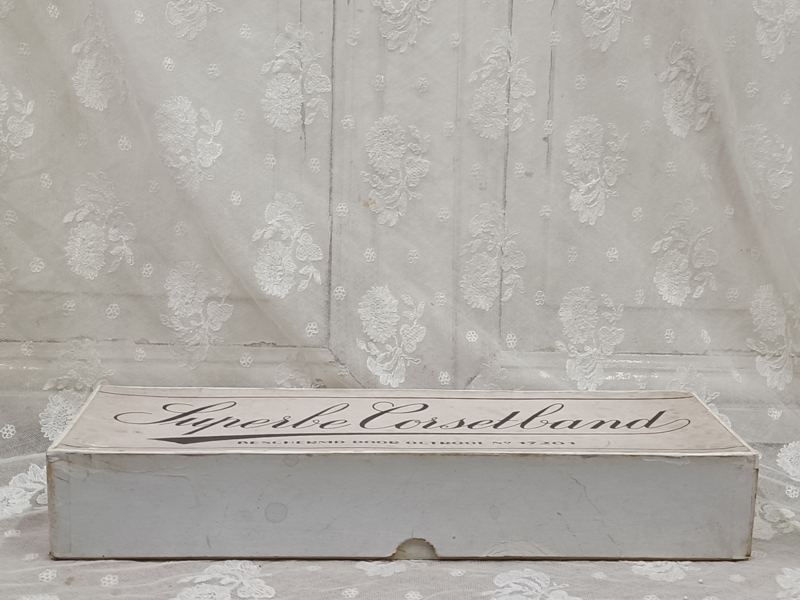 Superbe Corsetband
BESCHERMD DOOR OCTROOI No 17201